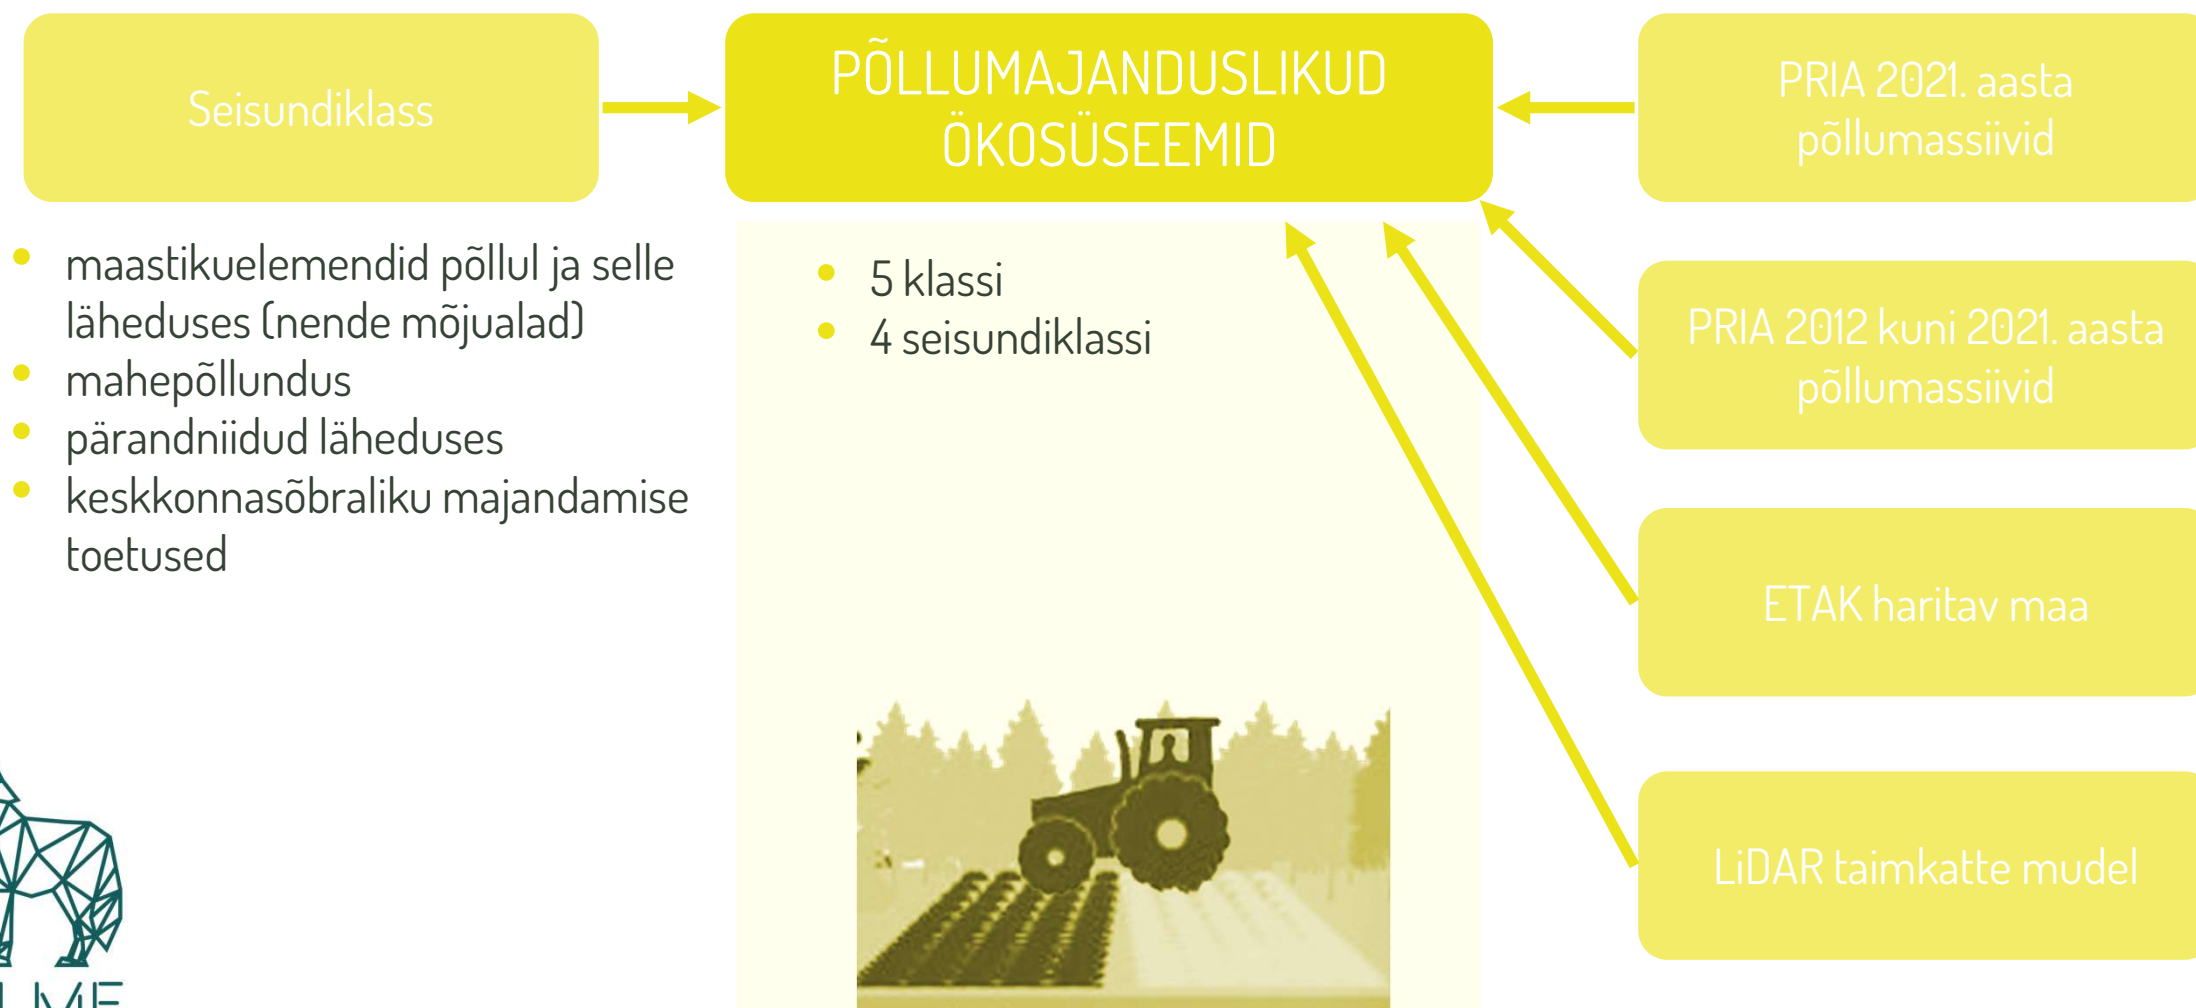 Seisundiklass
PÕLLUMAJANDUSLIKUD
ÖKOSÜSEEMID
PRIA 2021. aasta
põllumassiivid
• maastikuelemendid põllul ja selle
läheduses (nende mõjualad)
• mahepõllundus
• pärandniidud läheduses
• keskkonnasõbraliku majandamise
toetused
• 5 klassi
• 4 seisundiklassi
PRIA 2012 kuni 2021. aasta
põllumassiivid
ETAK haritav maa
LiDAR taimkatte mudel